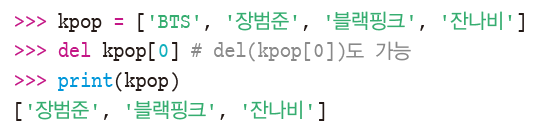 >>> kpop = ['BTS', '장범준', '블랙핑크', '잔나비']
>>> del kpop[0] # del(kpop[0])도 가능
>>> print(kpop)
['장범준', '블랙핑크', '잔나비']